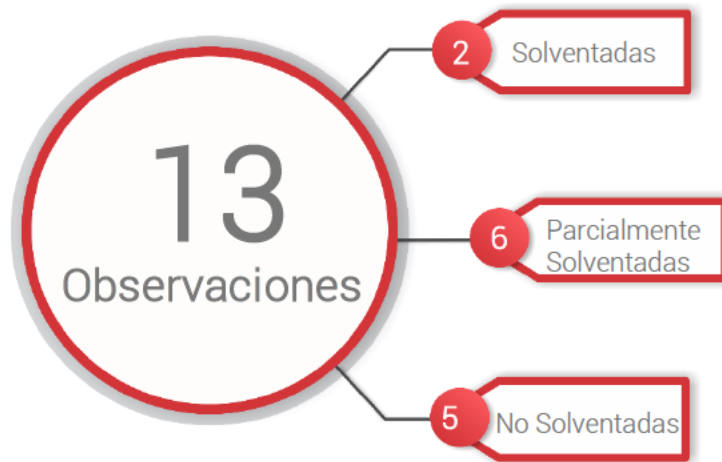 13
Observaciones
2
Solventadas
6
Parcialmente
Solventadas
5
No Solventadas